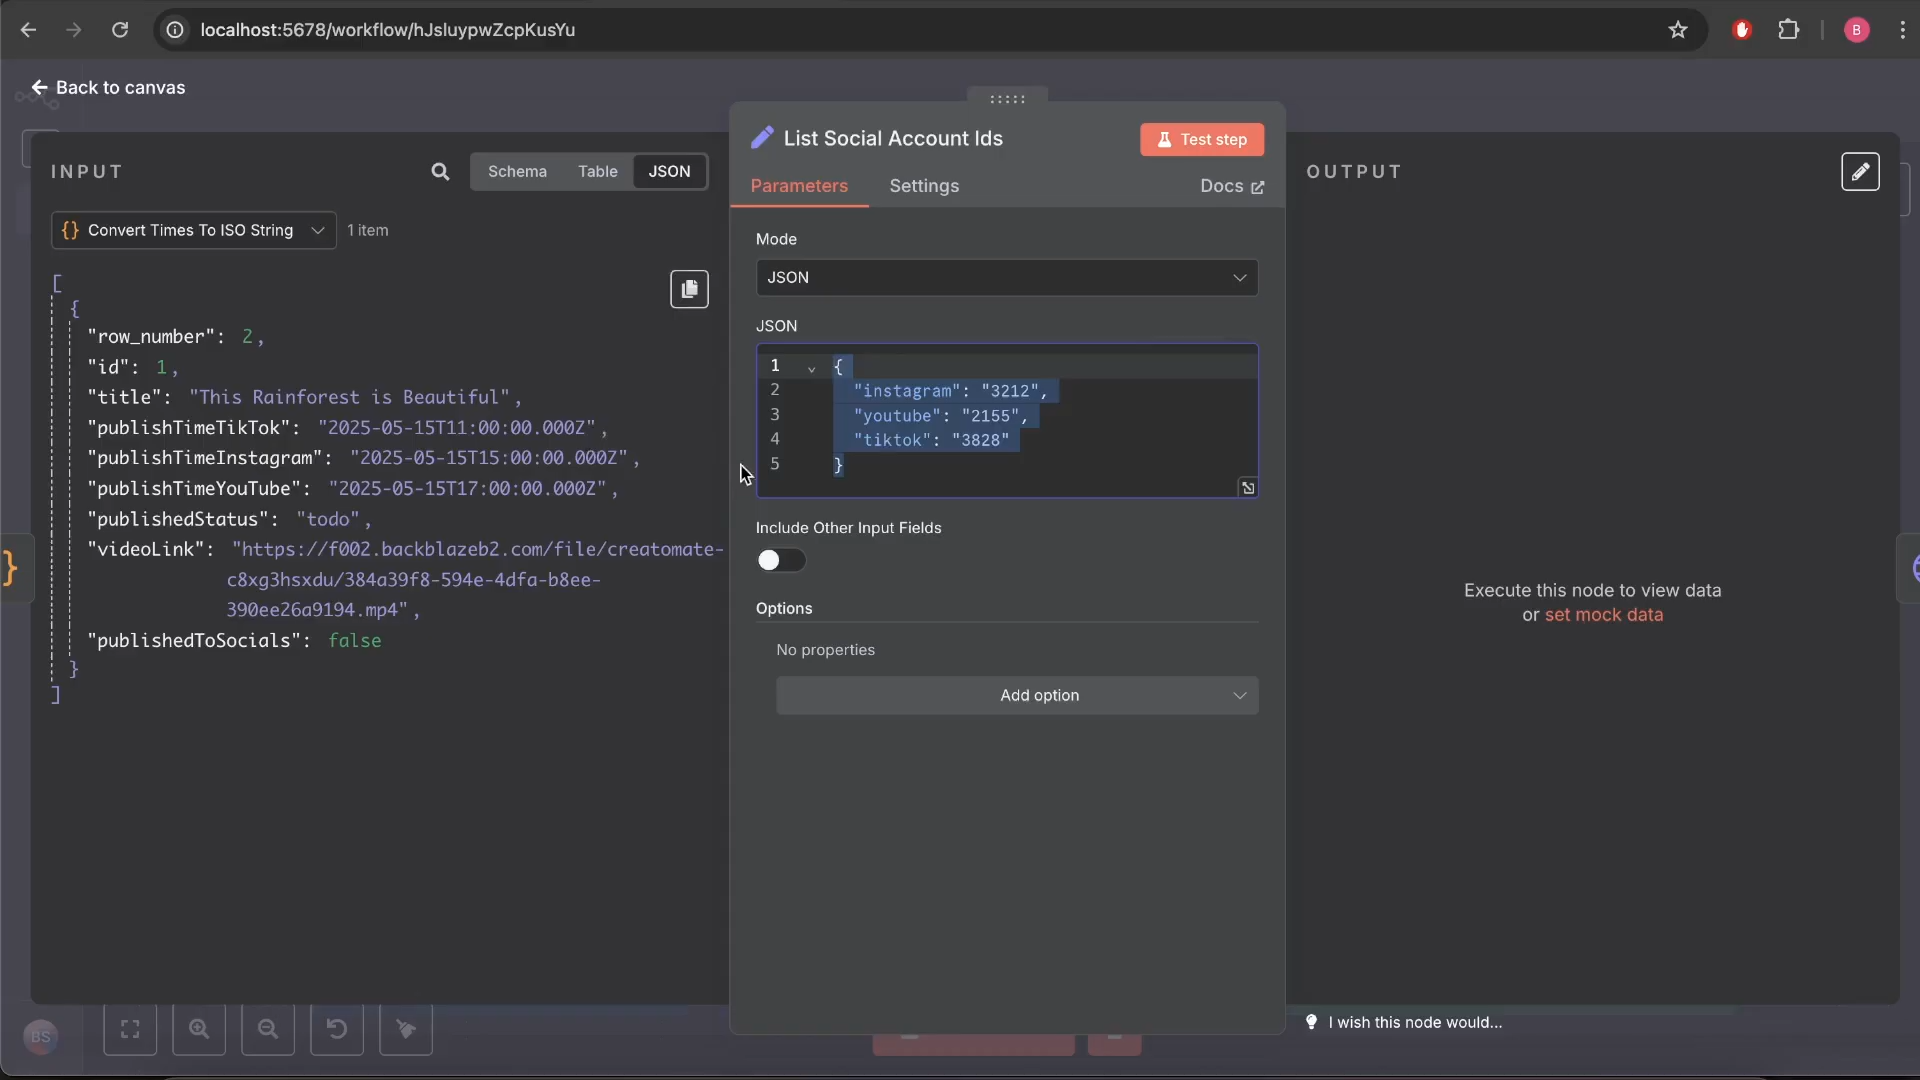 localhost:5678/workflow/hJsluypwZcpKusYu
B
Back to canvas
INPUT
Schema
Table
JSON
Convert Times To ISO String
1 item
[
{
"row_number": 2,
"id": 1,
"title": "This Rainforest is Beautiful",
"publishTimeTikTok": "2025-05-15T11:00:00.000Z",
"publishTimeInstagram": "2025-05-15T15:00:00.000Z",
"publishTimeYouTube": "2025-05-15T17:00:00.000Z",
"publishedStatus": "todo",
"videoLink": "https://f002.backblazeb2.com/file/creatomate-
c8xg3hsxdu/384a39f8-594e-4dfa-b8ee-
390ee26a9194.mp4",
"publishedToSocials": false
}
]
List Social Account Ids
Test step
Parameters
Settings
Docs
Mode
JSON
JSON
1 {
2 "instagram": "3212",
3 "youtube": "2155",
4 "tiktok": "3828"
5 }
Include Other Input Fields
Options
No properties
Add option
OUTPUT
Execute this node to view data
or set mock data
I wish this node would...
BS